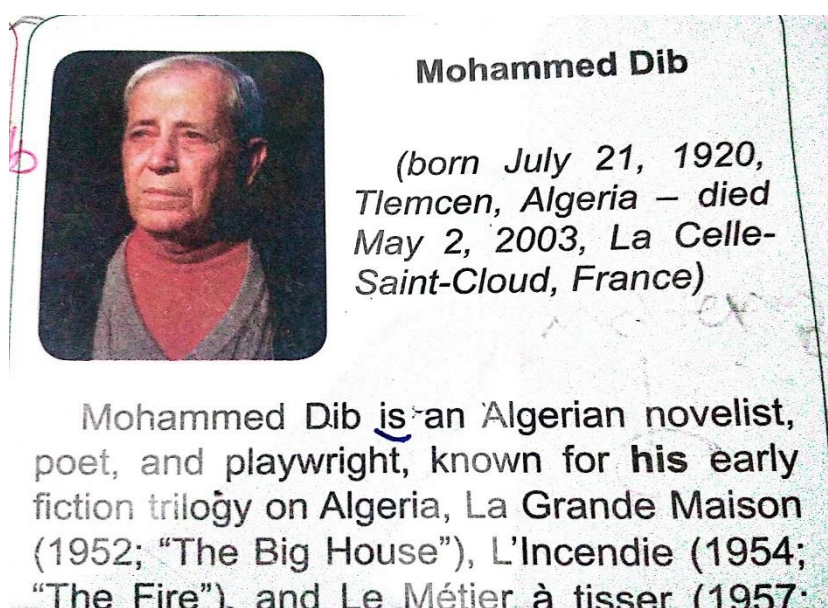 Mohammed Dib
(born July 21, 1920,
Tlemcen, Algeria – died
May 2, 2003, La Celle-
Saint-Cloud, France)
Mohammed Dib is an Algerian novelist,
poet, and playwright, known for his early
fiction trilogy on Algeria, La Grande Maison
(1952; “The Big House”), L’Incendie (1954;
“The Fire”), and Le Métier à tisser (1957;